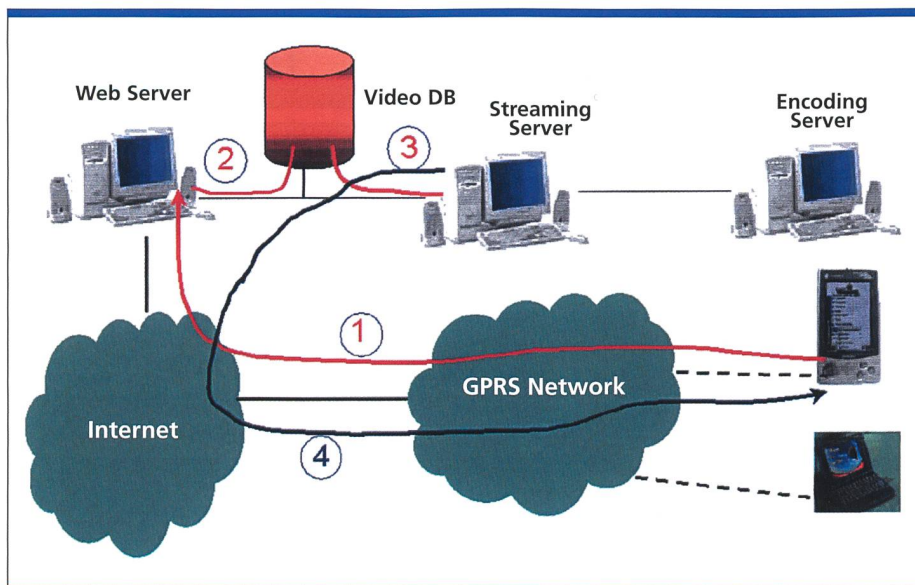 Web Server
Video DB
Streaming
Server
Encoding
Server
2
3
1
GPRS Network
Internet
4